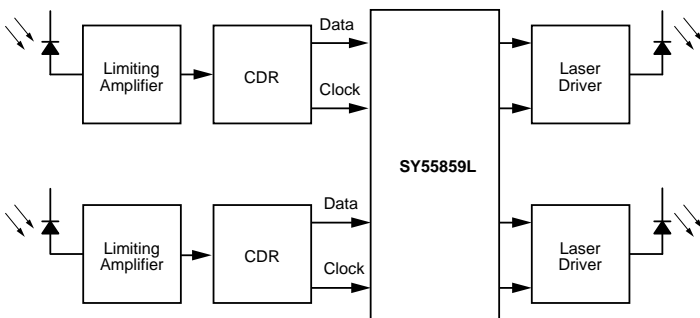 Data
Limiting
Amplifier
CDR
Clock
Laser
Driver
SY55859L
Data
Limiting
Amplifier
CDR
Clock
Laser
Driver